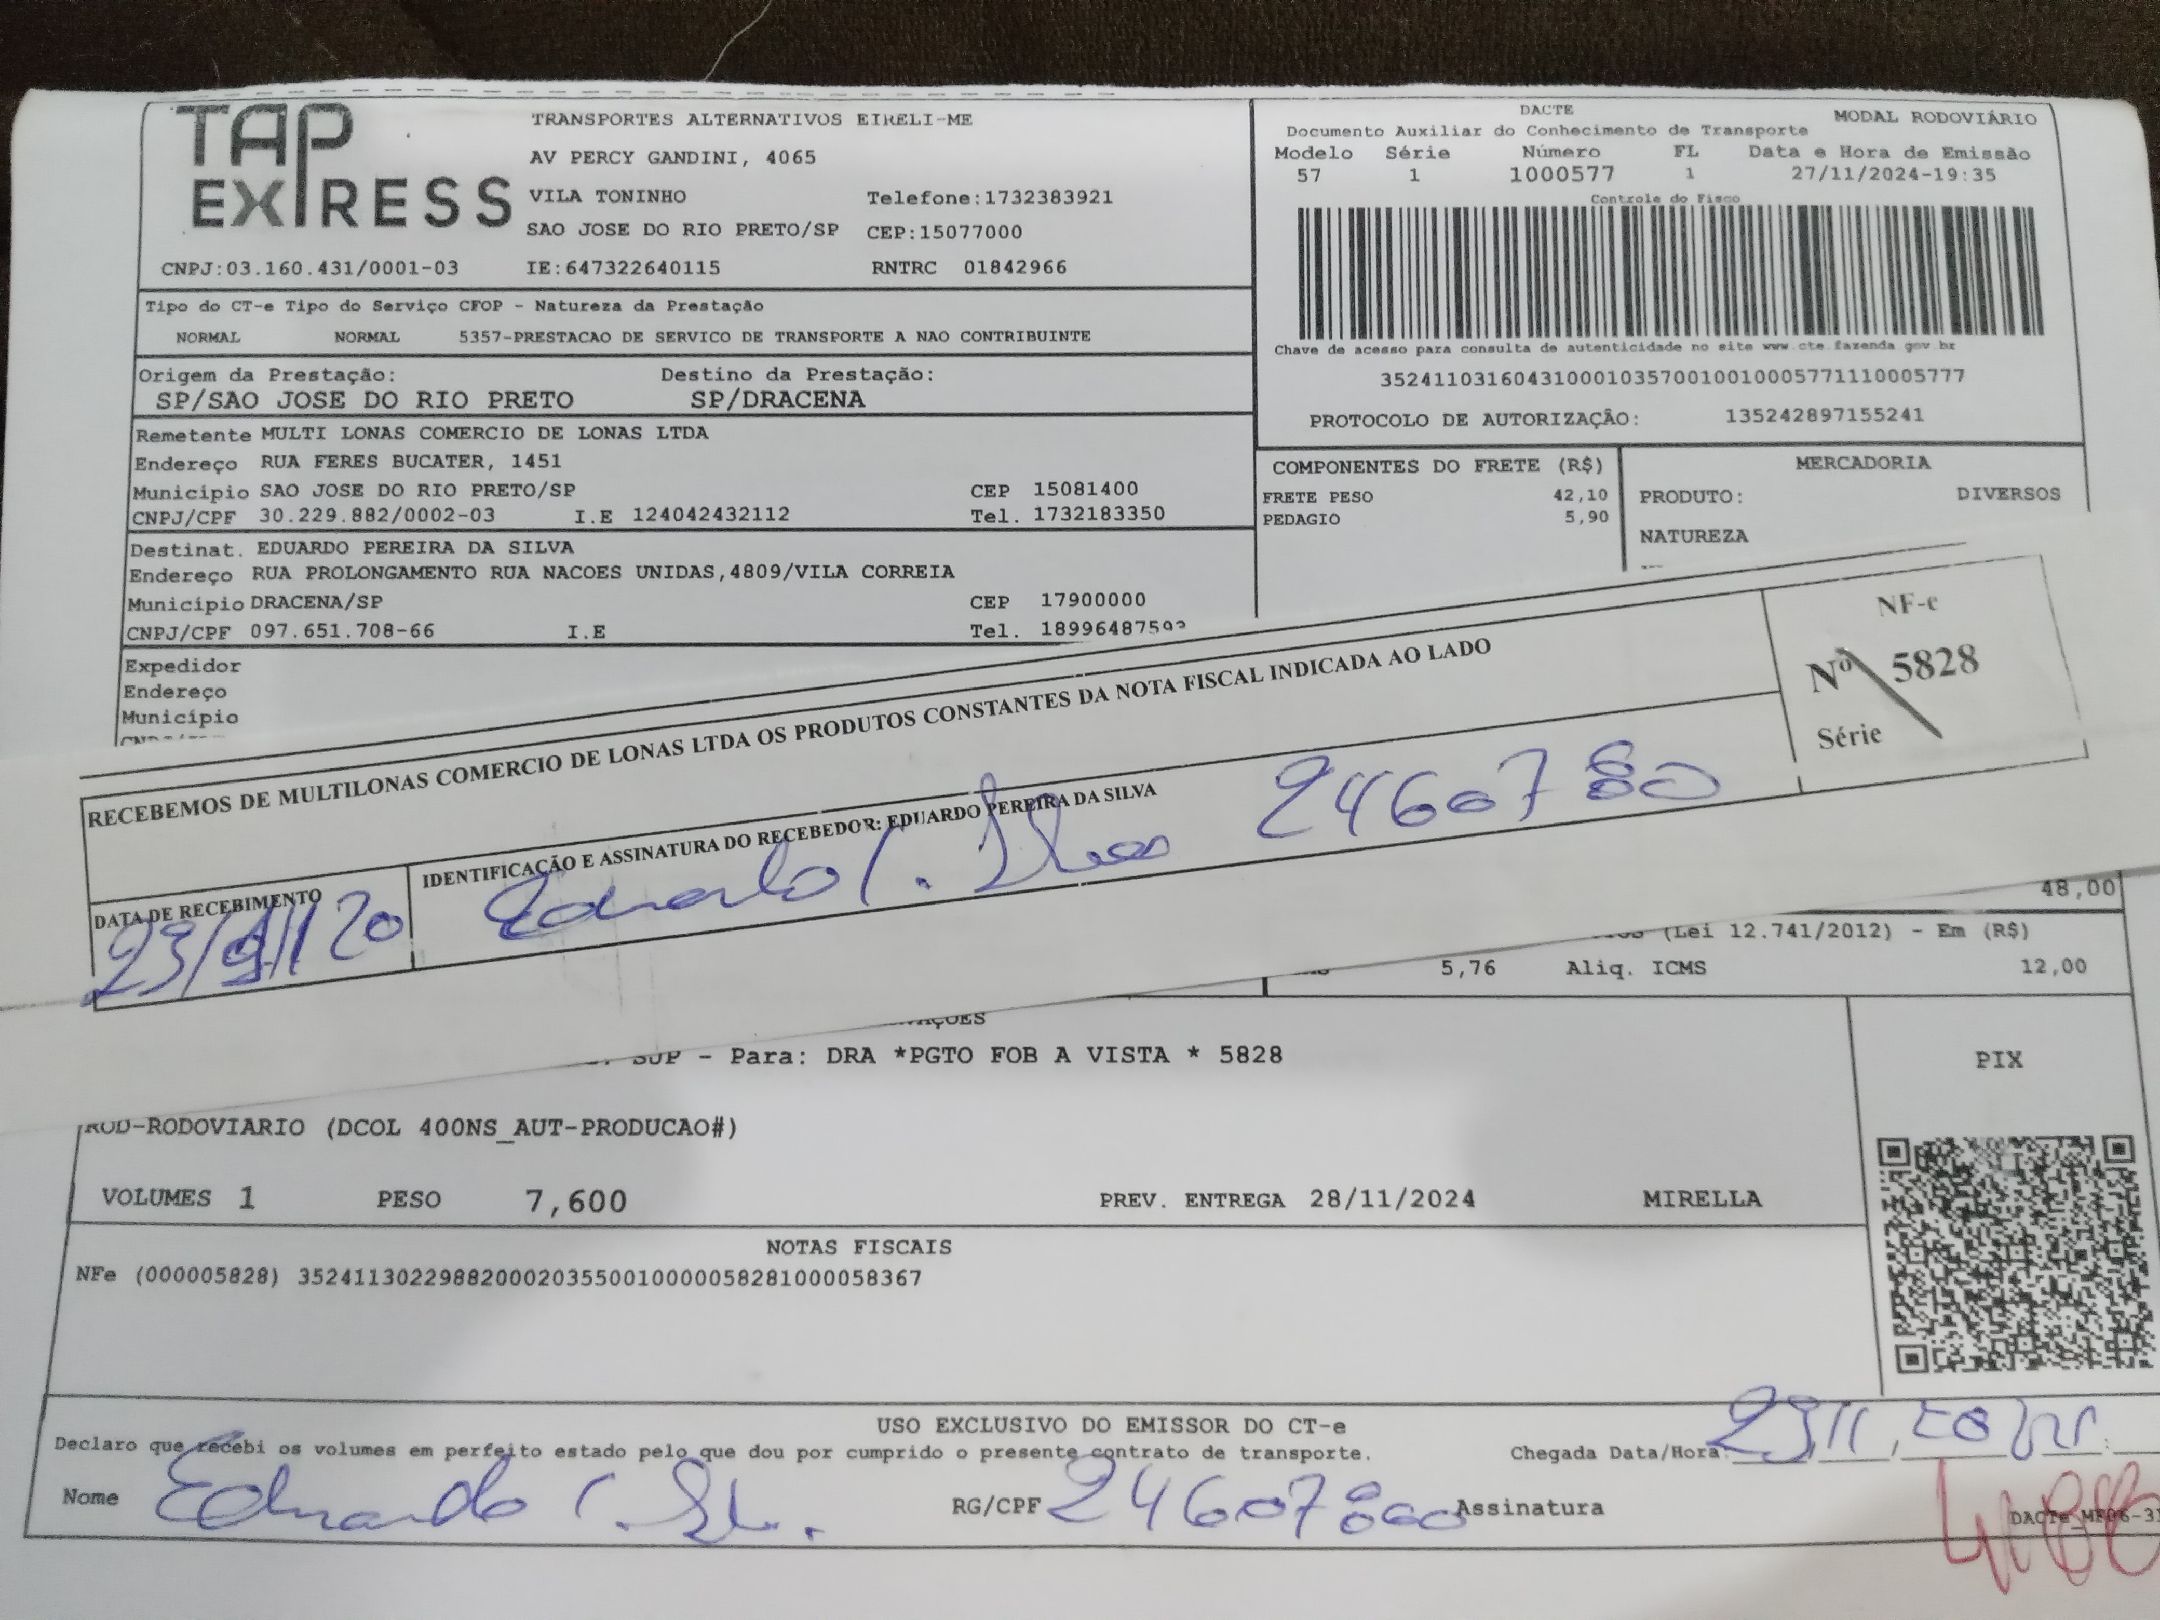 TAP
EXPRESS
TRANSPORTES ALTERNATIVOS EIRELI-ME
AV PERCY GANDINI, 4065
VILA TONINHO Telefone:1732383921
SAO JOSE DO RIO PRETO/SP CEP:15077000
CNPJ:03.160.431/0001-03 IE:647322640115 RNTRC 01842966
DACTE MODAL RODOVIÁRIO
Documento Auxiliar do Conhecimento de Transporte
Modelo Série Número FL Data e Hora de Emissão
57 1 1000577 1 27/11/2024-19:35
Controle do Fisco
Chave de acesso para consulta de autenticidade no site www.cte.fazenda.gov.br
35241103160431000103570010010005771110005777
PROTOCOLO DE AUTORIZAÇÃO: 135242897155241
Tipo do CT-e Tipo do Serviço CFOP - Natureza da Prestação
NORMAL NORMAL 5357-PRESTACAO DE SERVICO DE TRANSPORTE A NAO CONTRIBUINTE
Origem da Prestação: Destino da Prestação:
SP/SAO JOSE DO RIO PRETO SP/DRACENA
Remetente MULTI LONAS COMERCIO DE LONAS LTDA
Endereço RUA FERES BUCATER, 1451
Município SAO JOSE DO RIO PRETO/SP CEP 15081400
CNPJ/CPF 30.229.882/0002-03 I.E 124042432112 Tel. 1732183350
COMPONENTES DO FRETE (R$) MERCADORIA
FRETE PESO 42,10 PRODUTO: DIVERSOS
PEDAGIO 5,90
NATUREZA
Destinat. EDUARDO PEREIRA DA SILVA
Endereço RUA PROLONGAMENTO RUA NACOES UNIDAS,4809/VILA CORREIA
Município DRACENA/SP CEP 17900000
CNPJ/CPF 097.651.708-66 I.E Tel. 18996487593
Expedidor
Endereço
Município
RECEBEMOS DE MULTILONAS COMERCIO DE LONAS LTDA OS PRODUTOS CONSTANTES DA NOTA FISCAL INDICADA AO LADO
NF-e
Nº 5828
Série
DATA DE RECEBIMENTO
IDENTIFICAÇÃO E ASSINATURA DO RECEBEDOR: EDUARDO PEREIRA DA SILVA
Eduardo 24607
48,00
(Lei 12.741/2012) - Em (R$)
5,76 Aliq. ICMS 12,00
- Para: DRA *PGTO FOB A VISTA * 5828
PIX
ROD-RODOVIARIO (DCOL 400NS_AUT-PRODUCAO#)
VOLUMES 1 PESO 7,600 PREV. ENTREGA 28/11/2024 MIRELLA
NOTAS FISCAIS
NFe (000005828) 35241130229882000203550010000058281000058367
USO EXCLUSIVO DO EMISSOR DO CT-e
Declaro que recebi os volumes em perfeito estado pelo que dou por cumprido o presente contrato de transporte. Chegada Data/Hora:
Nome Eduardo RG/CPF Assinatura